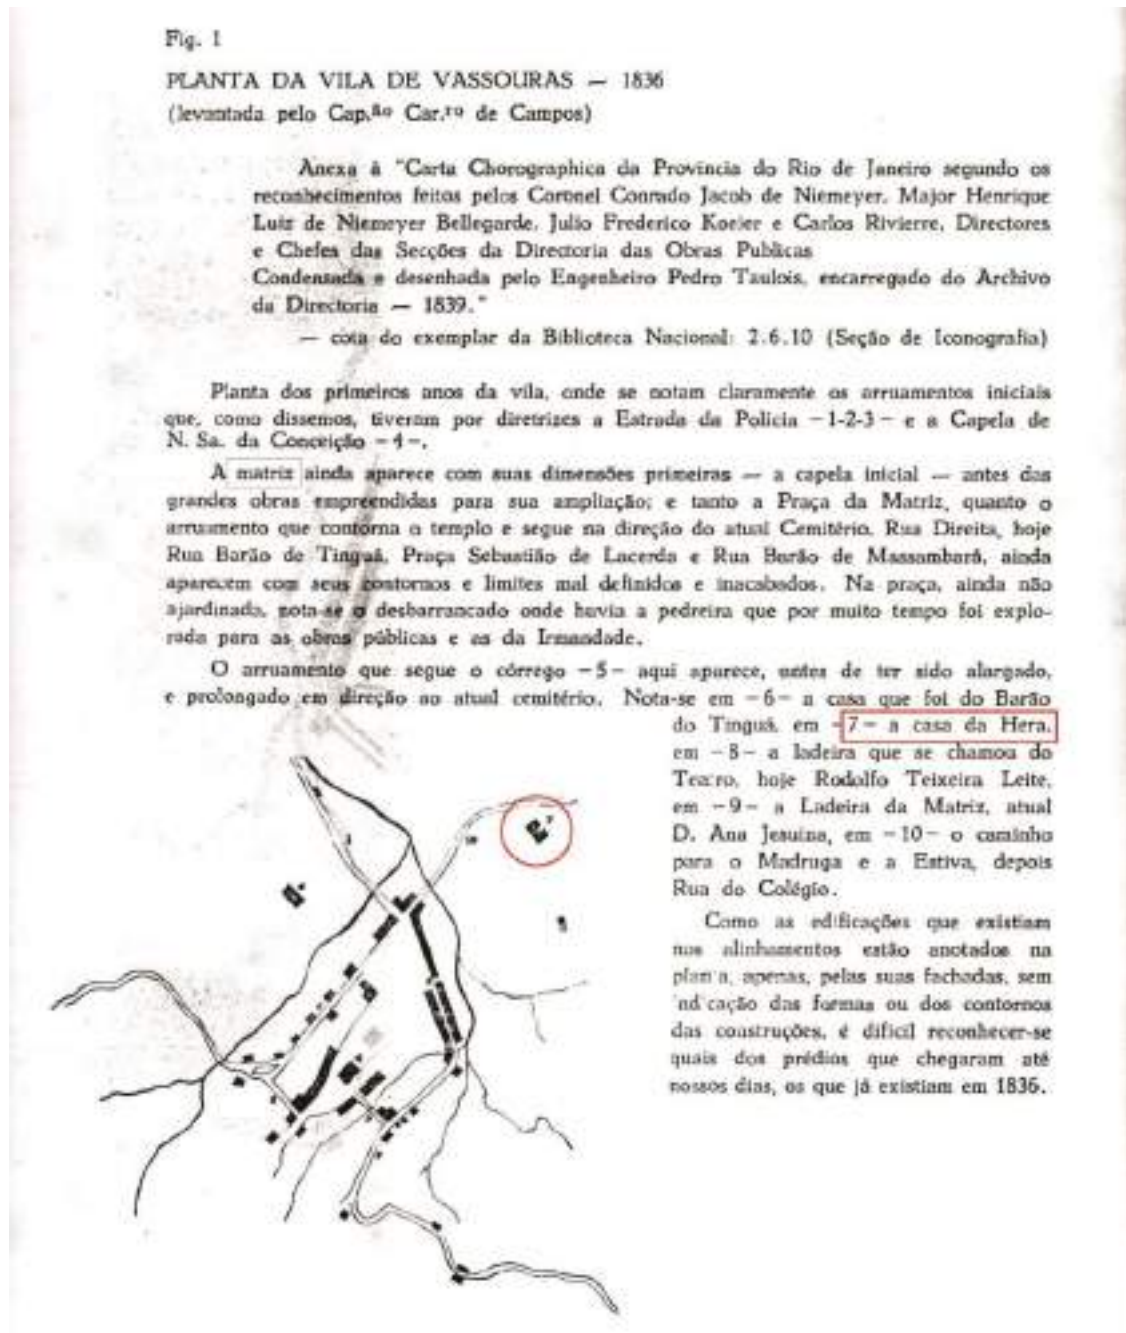 Fig. 1
PLANTA DA VILA DE VASSOURAS — 1836
(levantada pelo Cap.ão Car.ro de Campos)
Anexa à "Carta Chorographica da Provincia do Rio de Janeiro segundo os
reconhecimentos feitos pelos Coronel Conrado Jacob de Niemeyer, Major Henrique
Luiz de Niemeyer Bellegarde, Julio Frederico Koeler e Carlos Rivierre, Directores
e Chefes das Secções da Directoria das Obras Publicas
Condensada e desenhada pelo Engenheiro Pedro Taulois, encarregado do Archivo
da Directoria — 1839."
— cota do exemplar da Biblioteca Nacional: 2.6.10 (Seção de Iconografia)
Planta dos primeiros anos da vila, onde se notam claramente os arruamentos iniciais
que, como dissemos, tiveram por diretrizes a Estrada da Polícia -1-2-3- e a Capela de
N. Sa. da Conceição -4-.
A matriz ainda aparece com suas dimensões primeiras — a capela inicial — antes das
grandes obras empreendidas para sua ampliação; e tanto a Praça da Matriz, quanto o
arruamento que contorna o templo e segue na direção do atual Cemitério, Rua Direita, hoje
Rua Barão de Tinguá, Praça Sebastião de Lacerda e Rua Barão de Massambará, ainda
aparecem com seus contornos e limites mal definidos e inacabados. Na praça, ainda não
ajardinada, nota-se o desbarrancado onde havia a pedreira que por muito tempo foi explo-
rada para as obras públicas e as da Irmandade.
O arruamento que segue o córrego -5- aqui aparece, antes de ter sido alargado,
e prolongado em direção ao atual cemitério. Nota-se em -6- a casa que foi do Barão
do Tinguá, em -7- a casa da Hera,
em -8- a ladeira que se chamou do
Teatro, hoje Rodolfo Teixeira Leite,
em -9- a Ladeira da Matriz, atual
D. Ana Jesuína, em -10- o caminho
para o Madruga e a Estiva, depois
Rua do Colégio.
Como as edificações que existiam
nos alinhamentos estão anotados na
planta, apenas, pelas suas fachadas, sem
indicação das formas ou dos contornos
das construções, é difícil reconhecer-se
quais dos prédios que chegaram até
nossos dias, os que já existiam em 1836.
7
10